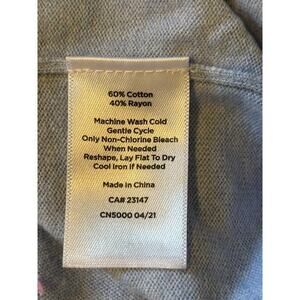 60% Cotton
40% Rayon
Machine Wash Cold
Gentle Cycle
Only Non-Chlorine Bleach
When Needed
Reshape, Lay Flat To Dry
Cool Iron if Needed
Made in China
CA# 23147
CN5000 04/21